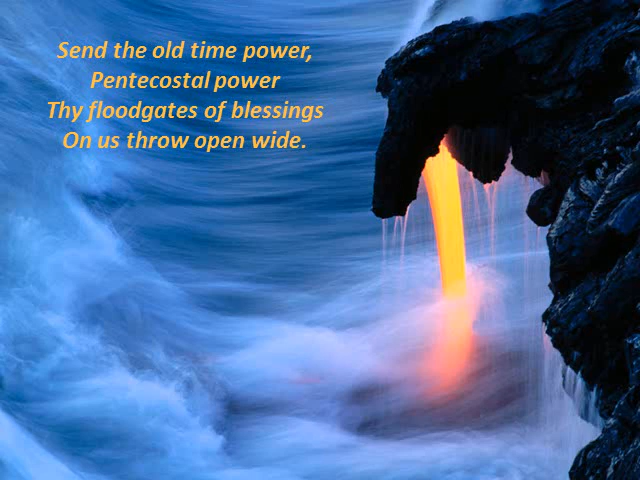 Send the old time power,
Pentecostal power
Thy floodgates of blessings
On us throw open wide.